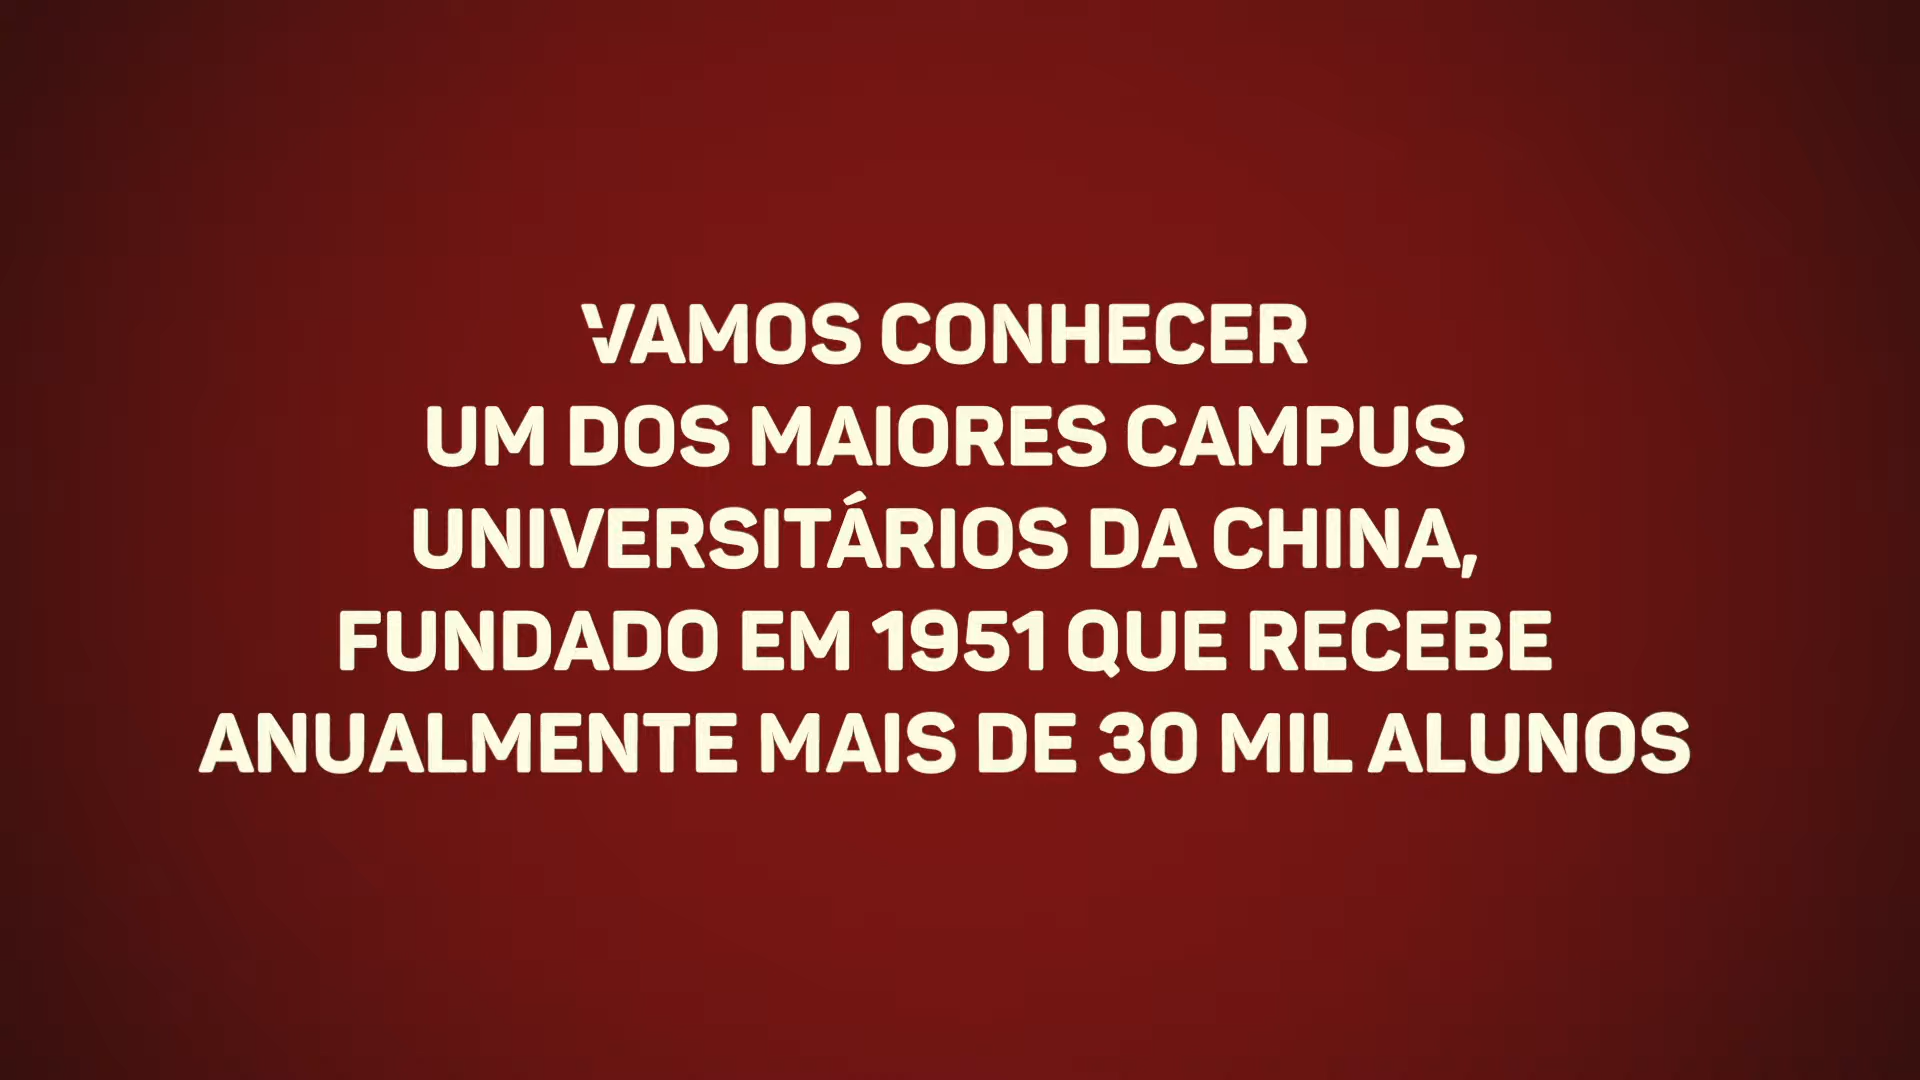 VAMOS CONHECER
UM DOS MAIORES CAMPUS
UNIVERSITÁRIOS DA CHINA,
FUNDADO EM 1951 QUE RECEBE
ANUALMENTE MAIS DE 30 MIL ALUNOS